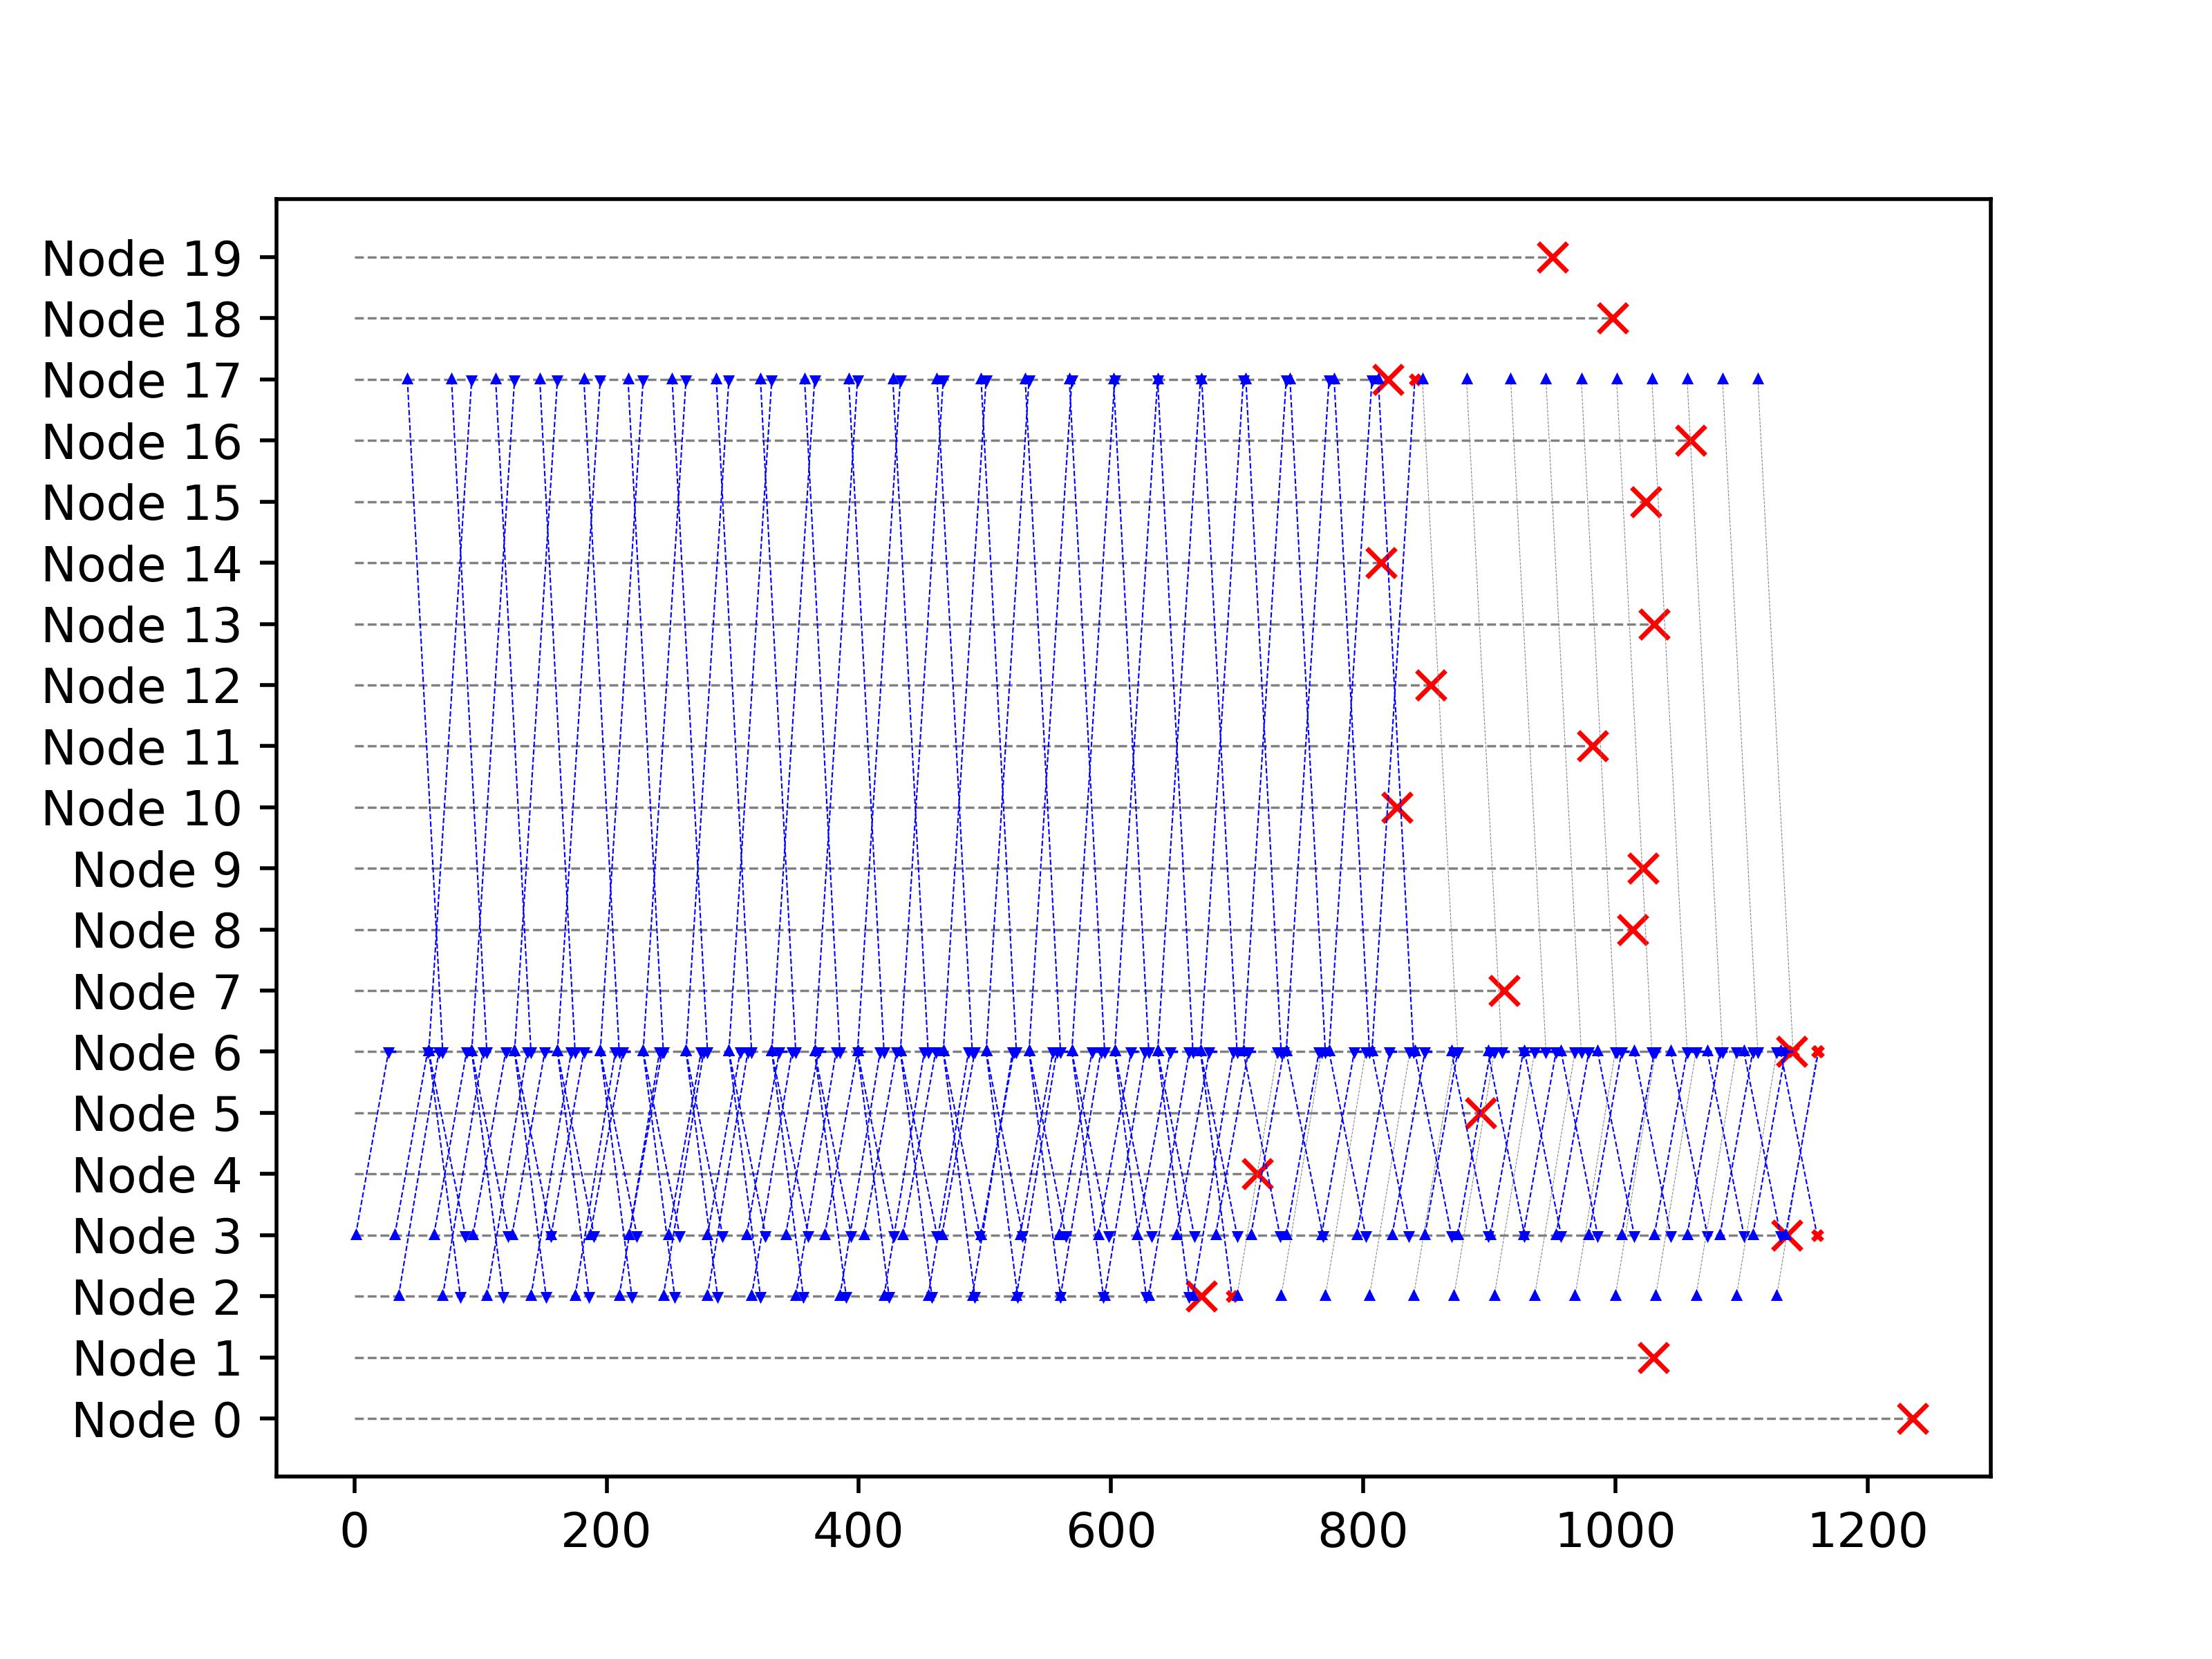 Node 19
Node 18
Node 17
Node 16
Node 15
Node 14
Node 13
Node 12
Node 11
Node 10
Node 9
Node 8
Node 7
Node 6
Node 5
Node 4
Node 3
Node 2
Node 1
Node 0
0 200 400 600 800 1000 1200